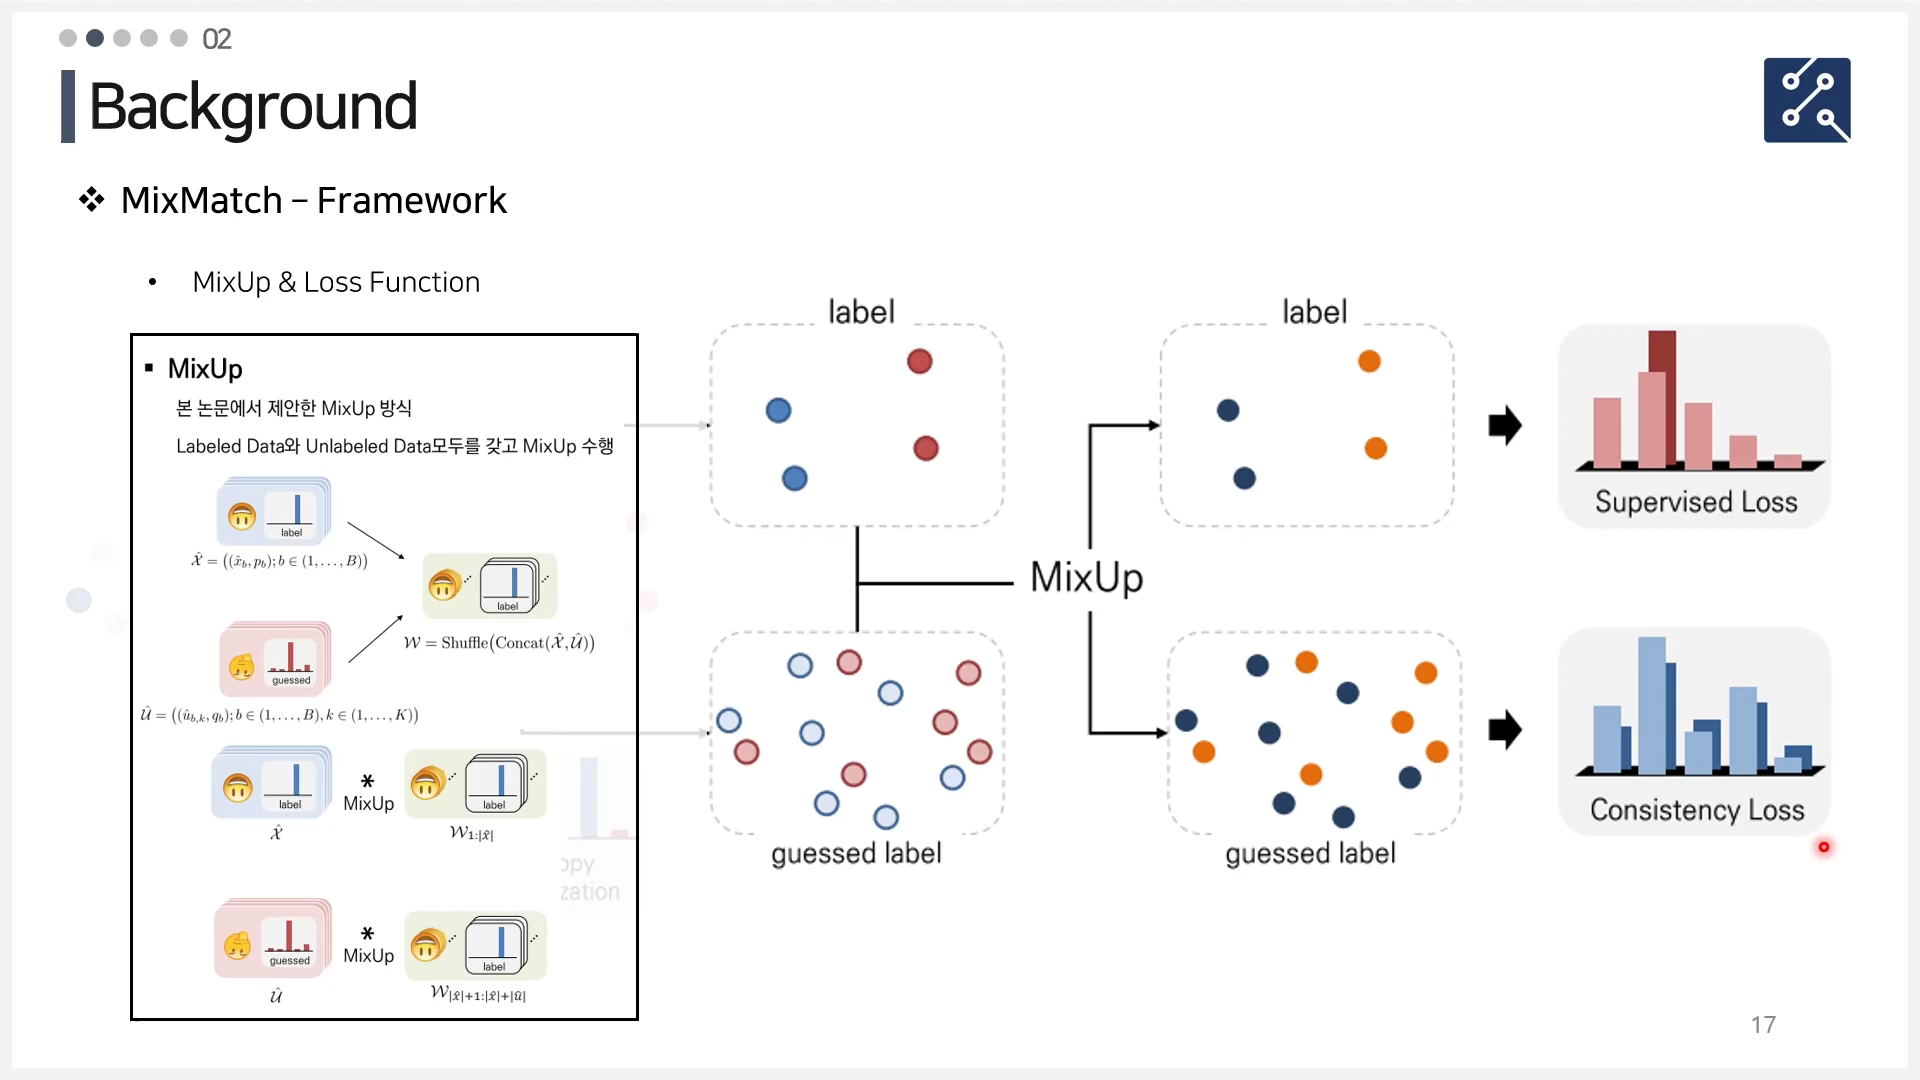 02
Background
❖ MixMatch – Framework
• MixUp & Loss Function
▪ MixUp
본 논문에서 제안한 MixUp 방식
Labeled Data와 Unlabeled Data모두를 갖고 MixUp 수행
label
𝒳̂ = ((x̂_b, p_b); b ∈ (1, . . . , B))
label
𝒲 = Shuffle(Concat(𝒳̂, 𝒰̂))
guessed
𝒰̂ = ((û_{b,k}, q_b); b ∈ (1, . . . , B), k ∈ (1, . . . , K))
label
*
MixUp
label
𝒳̂
𝒲_{1:|x̂|}
guessed
*
MixUp
label
𝒰̂
𝒲_{|x̂|+1:|x̂|+|û|}
opy
zation
label
guessed label
MixUp
label
guessed label
Supervised Loss
Consistency Loss
17